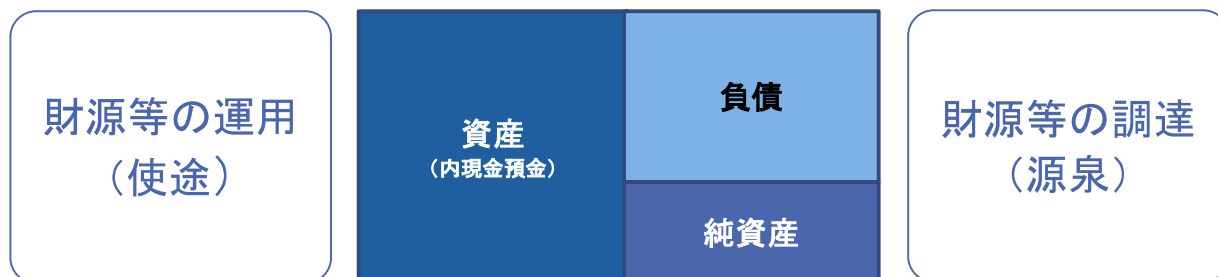 財源等の運用
（使途）
資産
（内現金預金）
負債
純資産
財源等の調達
（源泉）